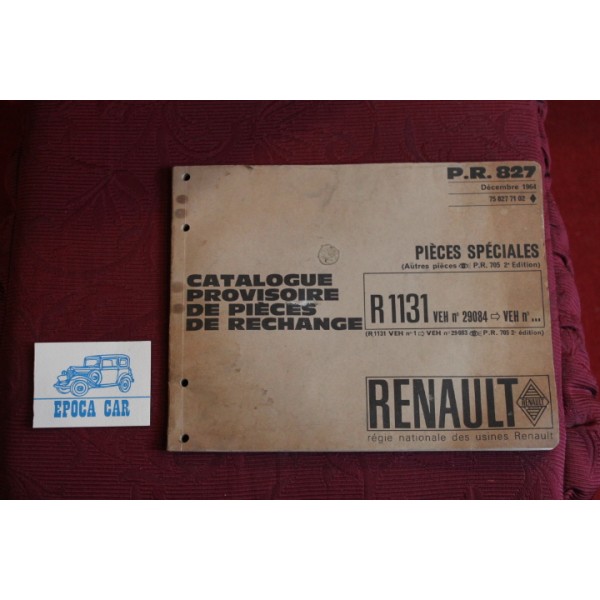 P.R. 827
Décembre 1964
75 827 71 02
PIÈCES SPÉCIALES
(Autres pièces P.R. 705 2e Edition)
CATALOGUE
PROVISOIRE
DE PIÈCES
DE RECHANGE
R 1131 VEH n° 29084 ⇨ VEH n° ...
(R 1131 VEH n° 1 ⇨ VEH n° 29083 P.R. 705 2e édition)
RENAULT
RENAULT
régie nationale des usines Renault
EPOCA CAR